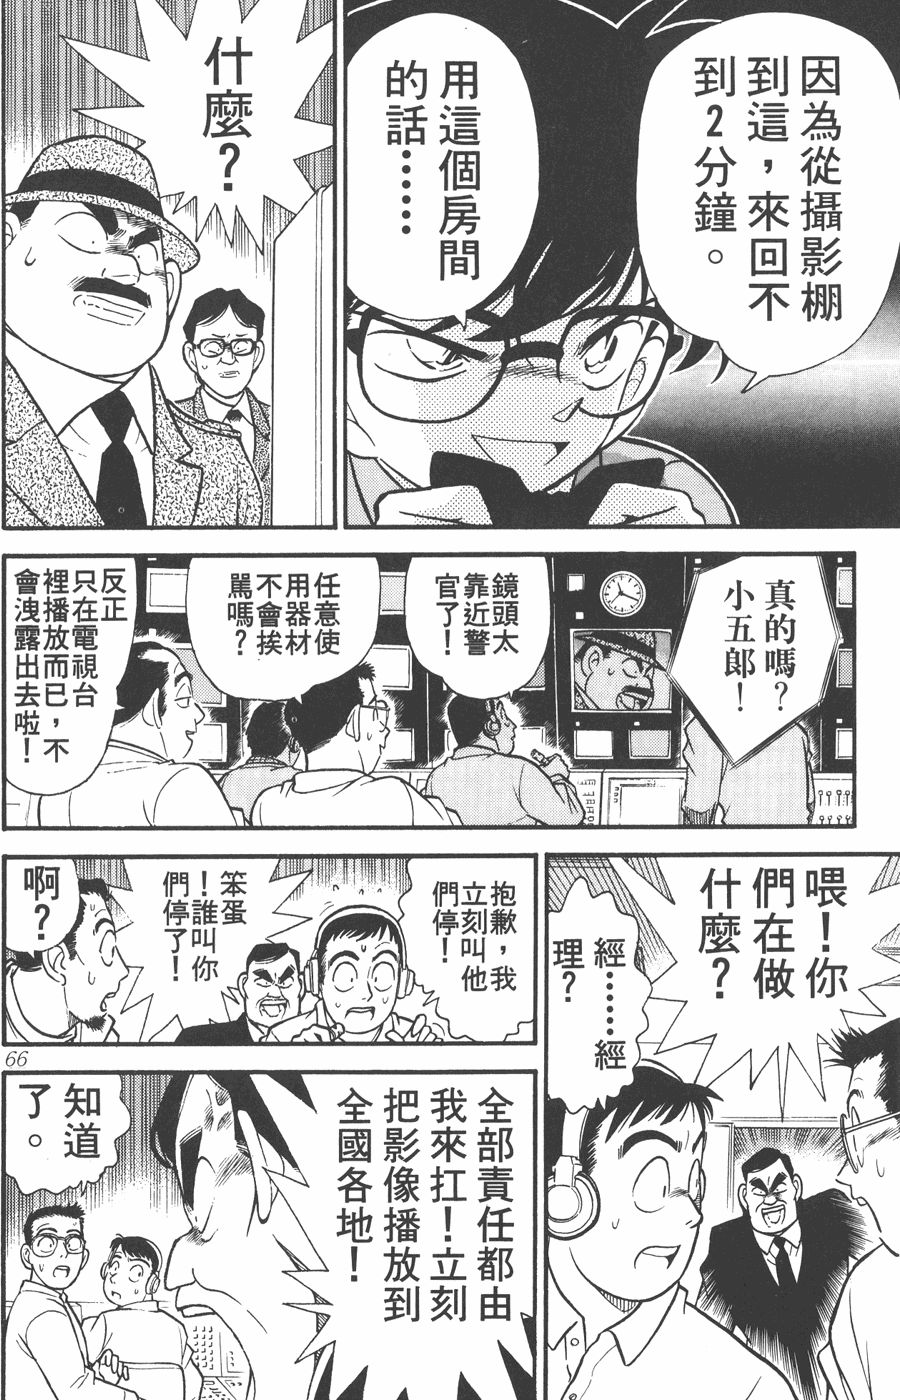 因為從攝影棚
到這，來回不
到2分鐘。
用這個房間
的話……
什麼？
真的嗎？
小五郎！
鏡頭太
靠近警
官了！
任意使
用器材
不會挨
罵嗎？
反正
只在電視台
裡播放而已，不
會洩露出去啦！
喂！你
們在做
什麼？
經……經
理？
抱歉，我
立刻叫他
們停！
笨蛋
！誰叫你
們停了！
啊？
全部責任都由
我來扛！立刻
把影像播放到
全國各地！
知道
了。
66